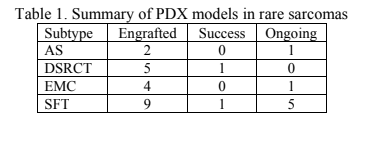 Table 1. Summary of PDX models in rare sarcomas
Subtype Engrafted Success Ongoing
AS 2 0 1
DSRCT 5 1 0
EMC 4 0 1
SFT 9 1 5